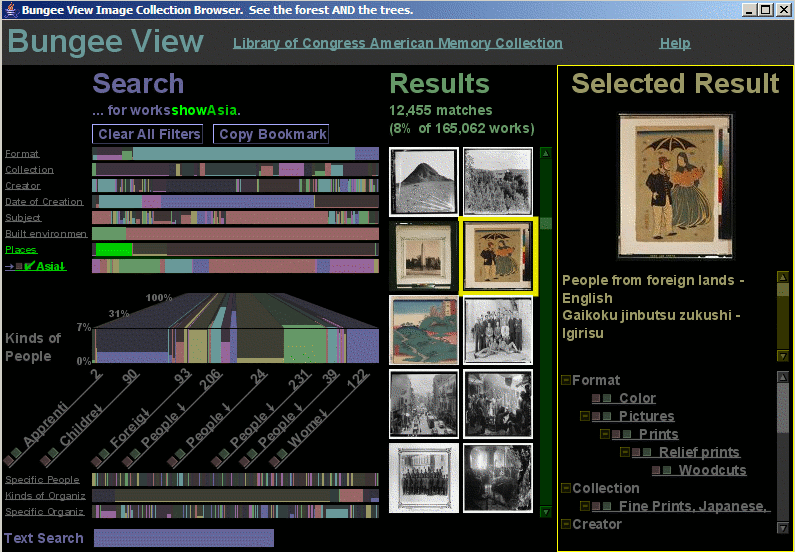 Bungee View Image Collection Browser.  See the forest AND the trees.
Bungee View
Library of Congress American Memory Collection
Help
Search
... for works show Asia.
Clear All Filters
Copy Bookmark
Format
Collection
Creator
Date of Creation
Subject
Built environmen
Places
Asia
100%
31%
7%
0%
Kinds of
People
2
90
93
206
24
231
39
122
Apprenti
Childre
Foreig
People
People
People
People
Wome
Specific People
Kinds of Organiz
Specific Organiz
Text Search
Results
12,455 matches
(8% of 165,062 works)
Selected Result
People from foreign lands -
English
Gaikoku jinbutsu zukushi -
Igirisu
Format
Color
Pictures
Prints
Relief prints
Woodcuts
Collection
Fine Prints, Japanese,
Creator